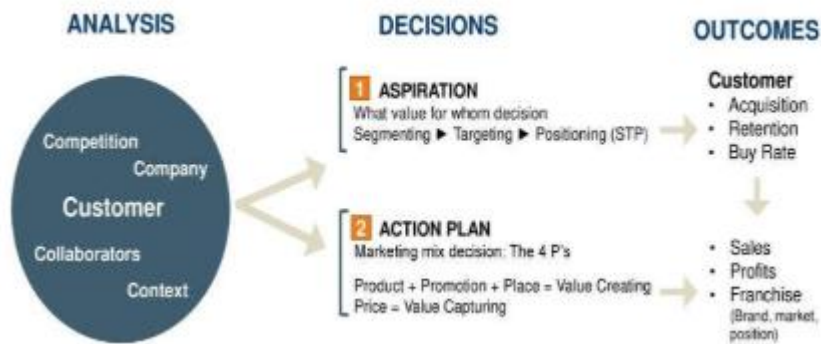 ANALYSIS
Competition
Company
Customer
Collaborators
Context
DECISIONS
1 ASPIRATION
What value for whom decision
Segmenting ▶ Targeting ▶ Positioning (STP)
2 ACTION PLAN
Marketing mix decision: The 4 P's
Product + Promotion + Place = Value Creating
Price = Value Capturing
OUTCOMES
Customer
• Acquisition
• Retention
• Buy Rate
• Sales
• Profits
• Franchise
(Brand, market,
position)